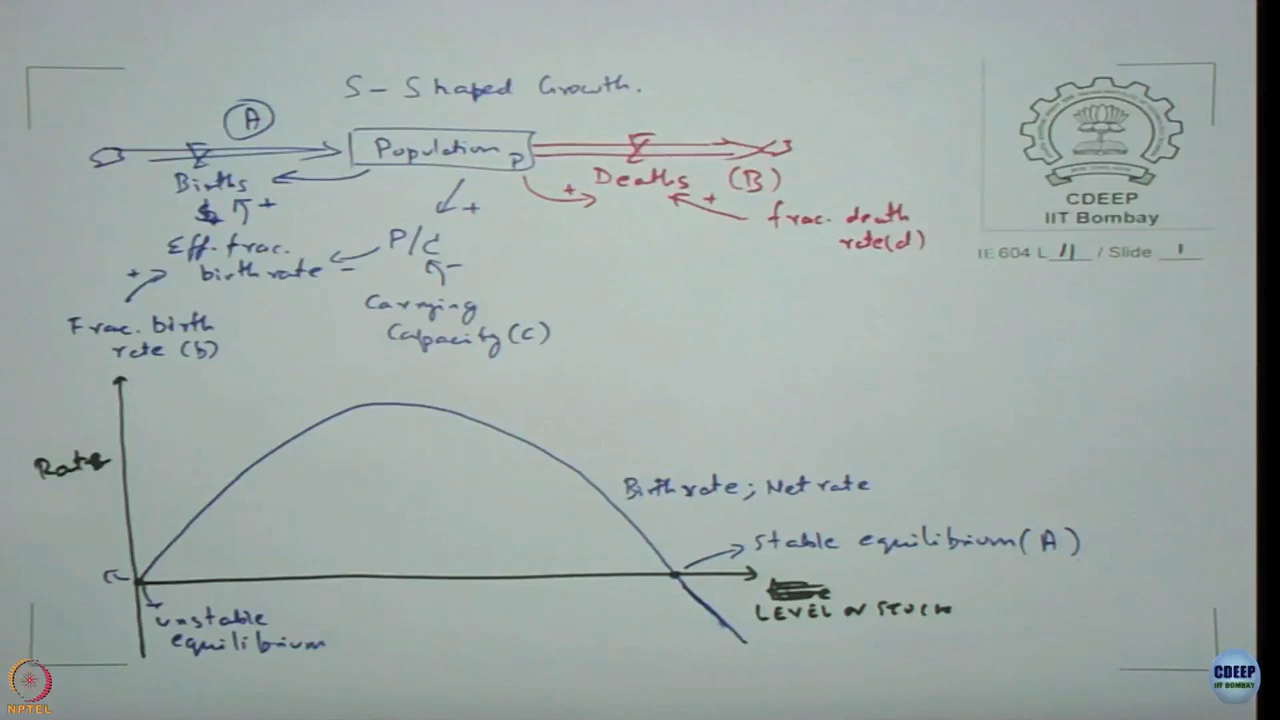 S - Shaped Growth.
A
Population P
Births
Deaths (B)
+
+
+
+
frac. death
rate(d)
Eff. frac.
birth rate
P/C
+
-
-
Carrying
Capacity (C)
Frac. birth
rate (b)
CDEEP
IIT Bombay
IE 604 L 11 / Slide 1
Rate
Birth rate ; Net rate
Stable equilibrium (A)
LEVEL OF STOCK
Unstable
equilibrium
NPTEL
CDEEP
IIT BOMBAY